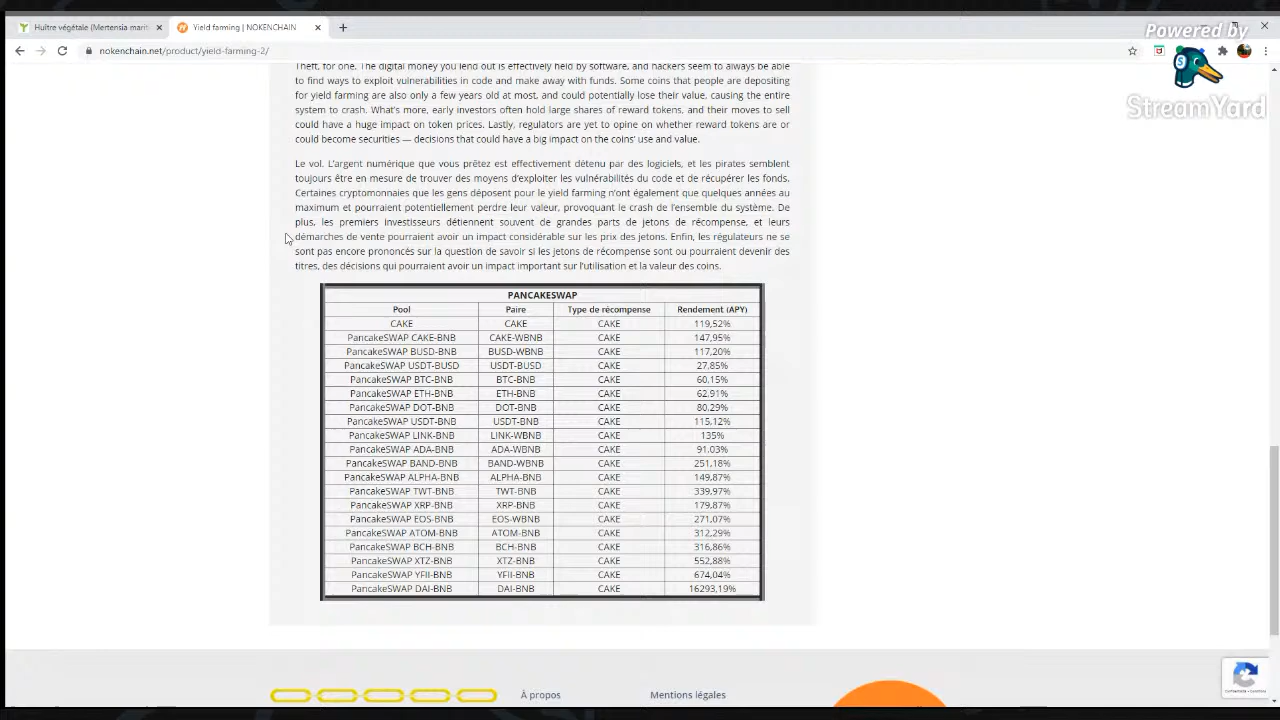 Huître végétale (Mertensia marit
Yield farming | NOKENCHAIN
Powered by
nokenchain.net/product/yield-farming-2/
StreamYard
Theft, for one. The digital money you lend out is effectively held by software, and hackers seem to always be able
to find ways to exploit vulnerabilities in code and make away with funds. Some coins that people are depositing
for yield farming are also only a few years old at most, and could potentially lose their value, causing the entire
system to crash. What's more, early investors often hold large shares of reward tokens, and their moves to sell
could have a huge impact on token prices. Lastly, regulators are yet to opine on whether reward tokens are or
could become securities — decisions that could have a big impact on the coins' use and value.
Le vol. L'argent numérique que vous prêtez est effectivement détenu par des logiciels, et les pirates semblent
toujours être en mesure de trouver des moyens d'exploiter les vulnérabilités du code et de récupérer les fonds.
Certaines cryptomonnaies que les gens déposent pour le yield farming n'ont également que quelques années au
maximum et pourraient potentiellement perdre leur valeur, provoquant le crash de l'ensemble du système. De
plus, les premiers investisseurs détiennent souvent de grandes parts de jetons de récompense, et leurs
démarches de vente pourraient avoir un impact considérable sur les prix des jetons. Enfin, les régulateurs ne se
sont pas encore prononcés sur la question de savoir si les jetons de récompense sont ou pourraient devenir des
titres, des décisions qui pourraient avoir un impact important sur l'utilisation et la valeur des coins.
PANCAKESWAP
Pool Paire Type de récompense Rendement (APY)
CAKE CAKE CAKE 119,52%
PancakeSWAP CAKE-BNB CAKE-WBNB CAKE 147,95%
PancakeSWAP BUSD-BNB BUSD-WBNB CAKE 117,20%
PancakeSWAP USDT-BUSD USDT-BUSD CAKE 27,85%
PancakeSWAP BTC-BNB BTC-BNB CAKE 60,15%
PancakeSWAP ETH-BNB ETH-BNB CAKE 62.91%
PancakeSWAP DOT-BNB DOT-BNB CAKE 80.29%
PancakeSWAP USDT-BNB USDT-BNB CAKE 115,12%
PancakeSWAP LINK-BNB LINK-WBNB CAKE 135%
PancakeSWAP ADA-BNB ADA-WBNB CAKE 91,03%
PancakeSWAP BAND-BNB BAND-WBNB CAKE 251,18%
PancakeSWAP ALPHA-BNB ALPHA-BNB CAKE 149,87%
PancakeSWAP TWT-BNB TWT-BNB CAKE 339,97%
PancakeSWAP XRP-BNB XRP-BNB CAKE 179,87%
PancakeSWAP EOS-BNB EOS-WBNB CAKE 271,07%
PancakeSWAP ATOM-BNB ATOM-BNB CAKE 312,29%
PancakeSWAP BCH-BNB BCH-BNB CAKE 316,86%
PancakeSWAP XTZ-BNB XTZ-BNB CAKE 552,88%
PancakeSWAP YFII-BNB YFII-BNB CAKE 674,04%
PancakeSWAP DAI-BNB DAI-BNB CAKE 16293,19%
À propos Mentions légales